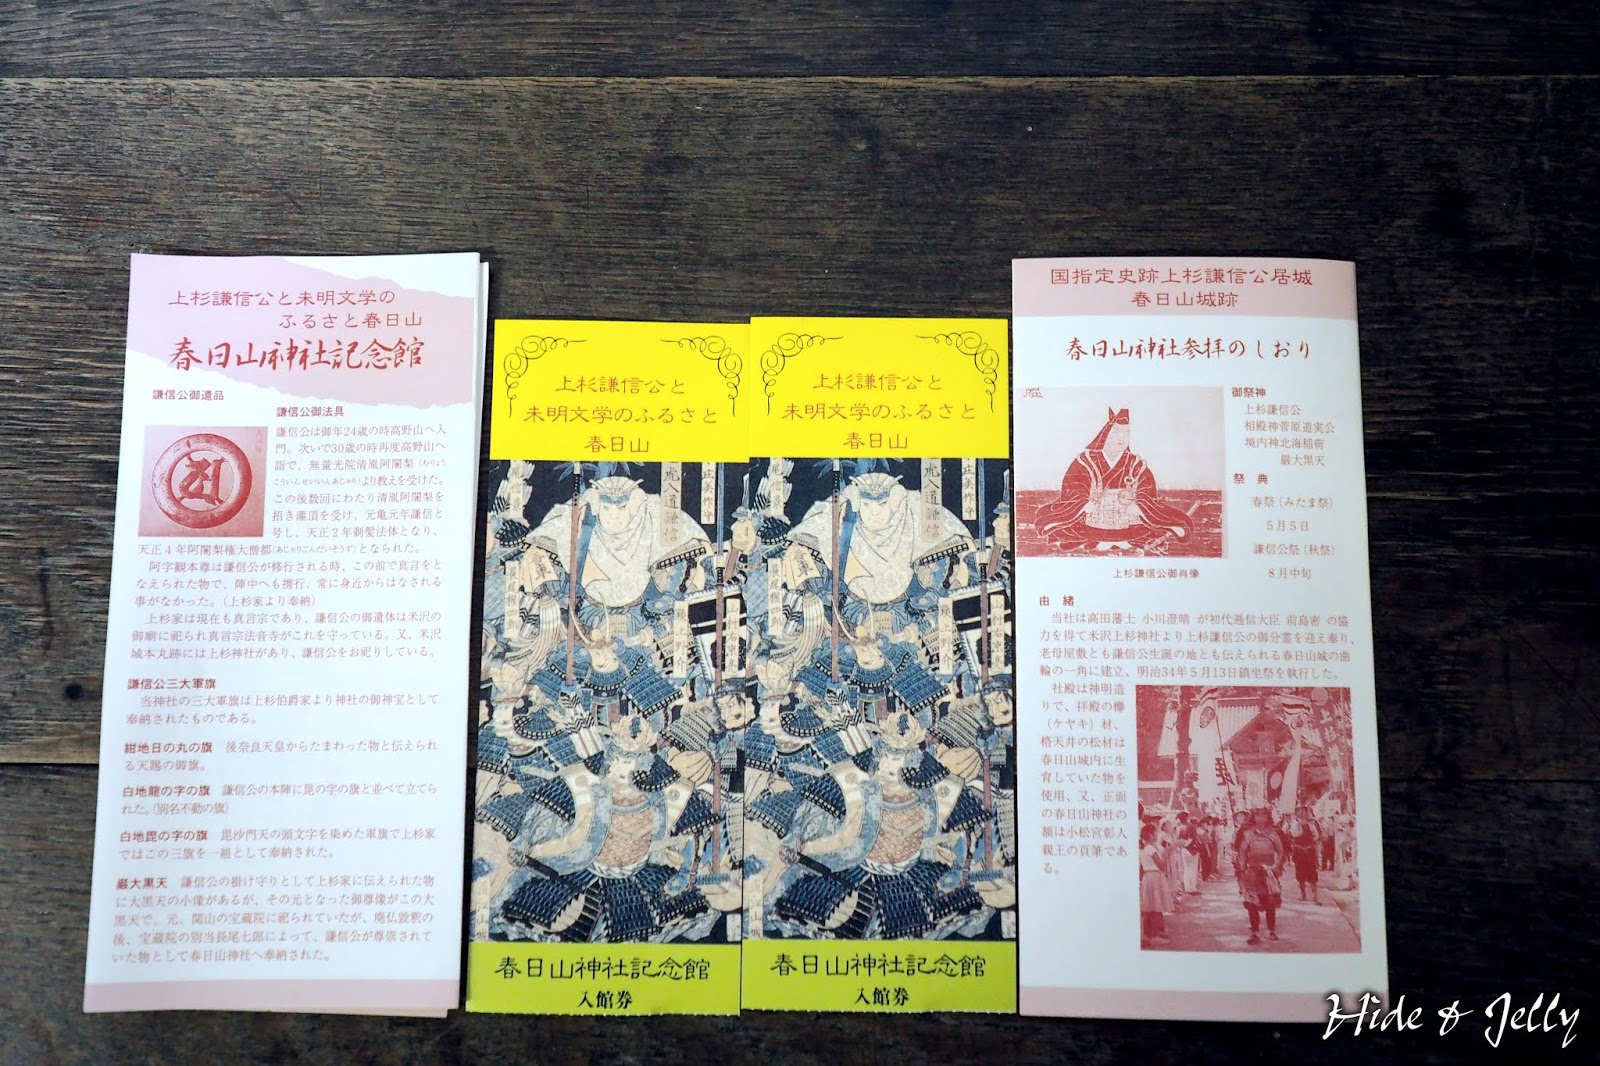 上杉謙信公と未明文学の
ふるさと春日山
春日山神社記念館
謙信公御遺品
謙信公御法具
謙信公は御年24歳の時高野山へ入
門。次いで30歳の時再度高野山へ
詣で、無量光院清胤阿闍梨(むりょう
こういんせいいんあじゃり)より教えを受けた。
この後数回にわたり清胤阿闍梨を
招き灌頂を受け、元亀元年謙信と
号し、天正2年剃髪法体となり、
天正4年阿闍梨権大僧都(あじゃりごんだいそうず)となられた。
阿字観本尊は謙信公が修行される時、この前で真言をと
なえられた物で、陣中へも携行、常に身近からはなされる
事がなかった。(上杉家より奉納)
上杉家は現在も真言宗であり、謙信公の御遺体は米沢の
御廟に祀られ真言宗法音寺がこれを守っている。又、米沢
城本丸跡には上杉神社があり、謙信公をお祀りしている。
謙信公三大軍旗
当神社の三大軍旗は上杉伯爵家より神社の御神宝として
奉納されたものである。
紺地日の丸の旗 後奈良天皇からたまわった物と伝えられ
る天賜の御旗。
白地龍の字の旗 謙信公の本陣に毘の字の旗と並べて立てら
れた。(別名不動の旗)
白地毘の字の旗 毘沙門天の頭文字を染めた軍旗で上杉家
ではこの三旗を一組として奉納された。
厳大黒天 謙信公の掛け守りとして上杉家に伝えられた物
に大黒天の小像があるが、その元となった御尊像がこの大
黒天で。元、関山の宝蔵院に祀られていたが、廃仏毀釈の
後、宝蔵院の別当長尾七郎によって、謙信公が尊崇されて
いた物として春日山神社へ奉納された。
上杉謙信公と
未明文学のふるさと
春日山
春日山神社記念館
入館券
上杉謙信公と
未明文学のふるさと
春日山
春日山神社記念館
入館券
国指定史跡上杉謙信公居城
春日山城跡
春日山神社参拝のしおり
御祭神
上杉謙信公
相殿神菅原道実公
境内神北海稲荷
厳大黒天
祭典
春祭(みたま祭)
5月5日
謙信公祭(秋祭)
8月中旬
上杉謙信公御肖像
由緒
当社は高田藩士 小川澄晴 が初代逓信大臣 前島密 の協
力を得て米沢上杉神社より上杉謙信公の御分霊を迎え奉り、
老母屋敷とも謙信公生誕の地とも伝えられる春日山城の曲
輪の一角に建立、明治34年5月13日鎮坐祭を執行した。
社殿は神明造
りで、拝殿の欅
(ケヤキ)材、
格天井の松材は
春日山城内に生
育していた物を
使用、又、正面
の春日山神社の
額は小松宮彰人
親王の真筆であ
る。
Hide & Jelly